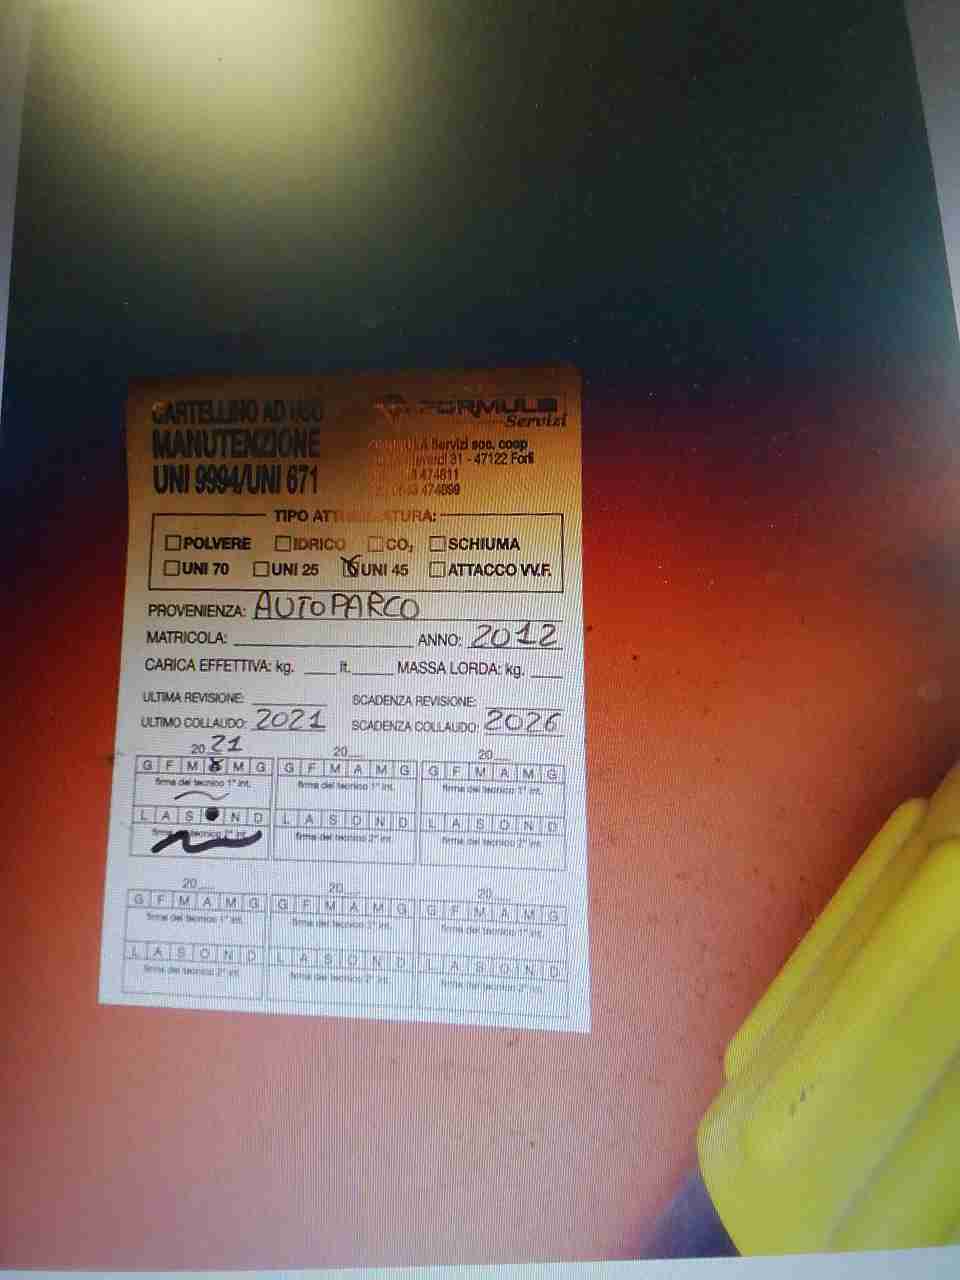 CARTELLINO AD USO
MANUTENZIONE
UNI 9994/UNI 671
FORMULA
Servizi
Servizi soc. coop
31 - 47122 Forlì
474811
474899
TIPO ATTREZZATURA:
POLVERE IDRICO CO₂ SCHIUMA
UNI 70 UNI 25 UNI 45 ATTACCO VV.F.
PROVENIENZA: AUTOPARCO
MATRICOLA: ANNO: 2012
CARICA EFFETTIVA: kg. lt. MASSA LORDA: kg.
ULTIMA REVISIONE: SCADENZA REVISIONE:
ULTIMO COLLAUDO: 2021 SCADENZA COLLAUDO: 2026
20 21 20 20
G F M M G G F M A M G G F M A M G
firma del tecnico 1° int. firma del tecnico 1° int. firma del tecnico 1° int.
L A S N D L A S O N D L A S O N D
firma del tecnico 2° int. firma del tecnico 2° int. firma del tecnico 2° int.
20 20 20
G F M A M G G F M A M G G F M A M G
firma del tecnico 1° int. firma del tecnico 1° int. firma del tecnico 1° int.
L A S O N D L A S O N D L A S O N D
firma del tecnico 2° int. firma del tecnico 2° int. firma del tecnico 2° int.